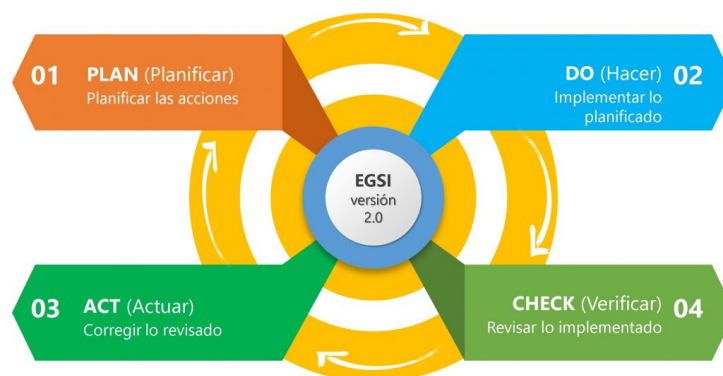 01 PLAN (Planificar)
Planificar las acciones
DO (Hacer) 02
Implementar lo
planificado
EGSI
versión
2.0
03 ACT (Actuar)
Corregir lo revisado
CHECK (Verificar) 04
Revisar lo implementado